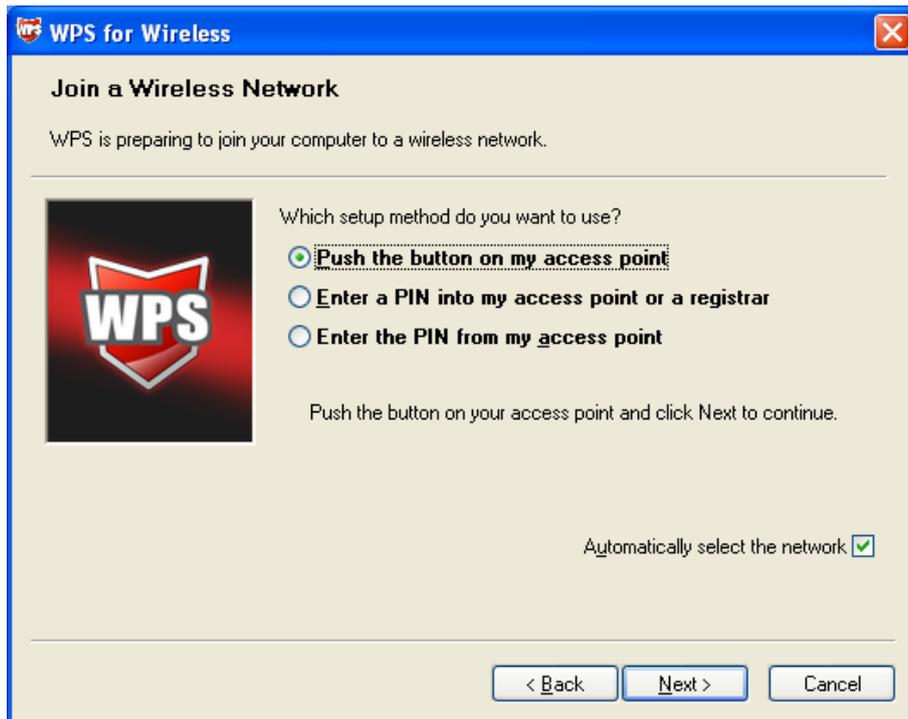 WPS for Wireless
Join a Wireless Network
WPS is preparing to join your computer to a wireless network.
WPS
Which setup method do you want to use?
Push the button on my access point
Enter a PIN into my access point or a registrar
Enter the PIN from my access point
Push the button on your access point and click Next to continue.
Automatically select the network
< Back
Next >
Cancel